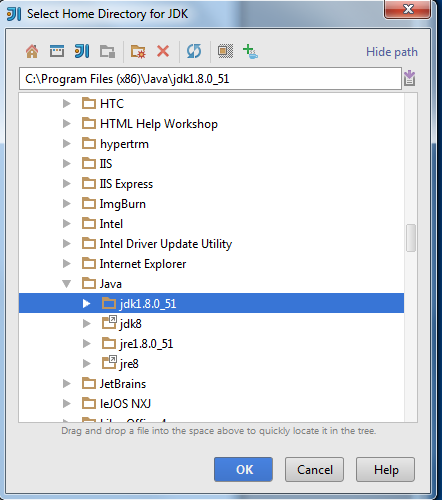 Select Home Directory for JDK
Hide path
C:\Program Files (x86)\Java\jdk1.8.0_51
HTC
HTML Help Workshop
hypertrm
IIS
IIS Express
ImgBurn
Intel
Intel Driver Update Utility
Internet Explorer
Java
jdk1.8.0_51
jdk8
jre1.8.0_51
jre8
JetBrains
leJOS NXJ
Drag and drop a file into the space above to quickly locate it in the tree.
OK
Cancel
Help